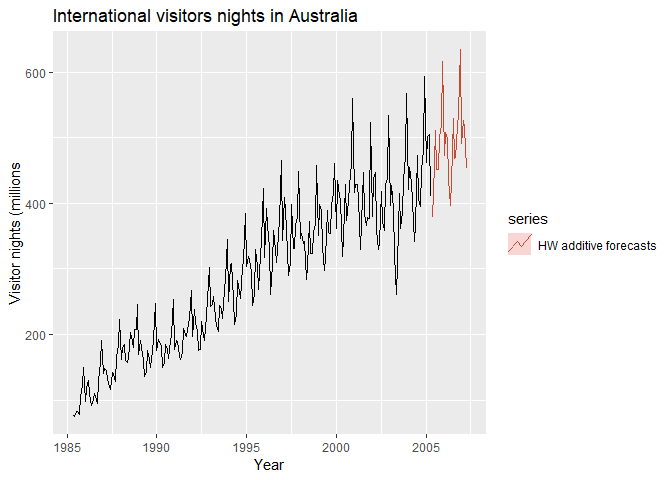 International visitors nights in Australia
600
400
200
Visitor nights (millions
1985
1990
1995
2000
2005
Year
series
HW additive forecasts